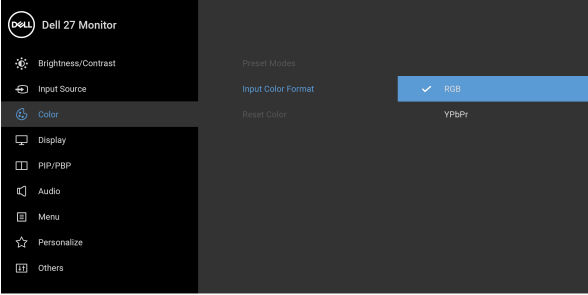 DELL
Dell 27 Monitor
Brightness/Contrast
Input Source
Color
Display
PIP/PBP
Audio
Menu
Personalize
Others
Preset Modes
Input Color Format
Reset Color
RGB
YPbPr